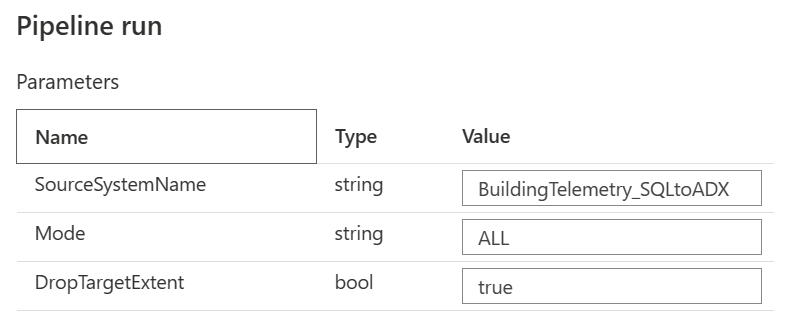 Pipeline run
Parameters
Name Type Value
SourceSystemName string BuildingTelemetry_SQLtoADX
Mode string ALL
DropTargetExtent bool true